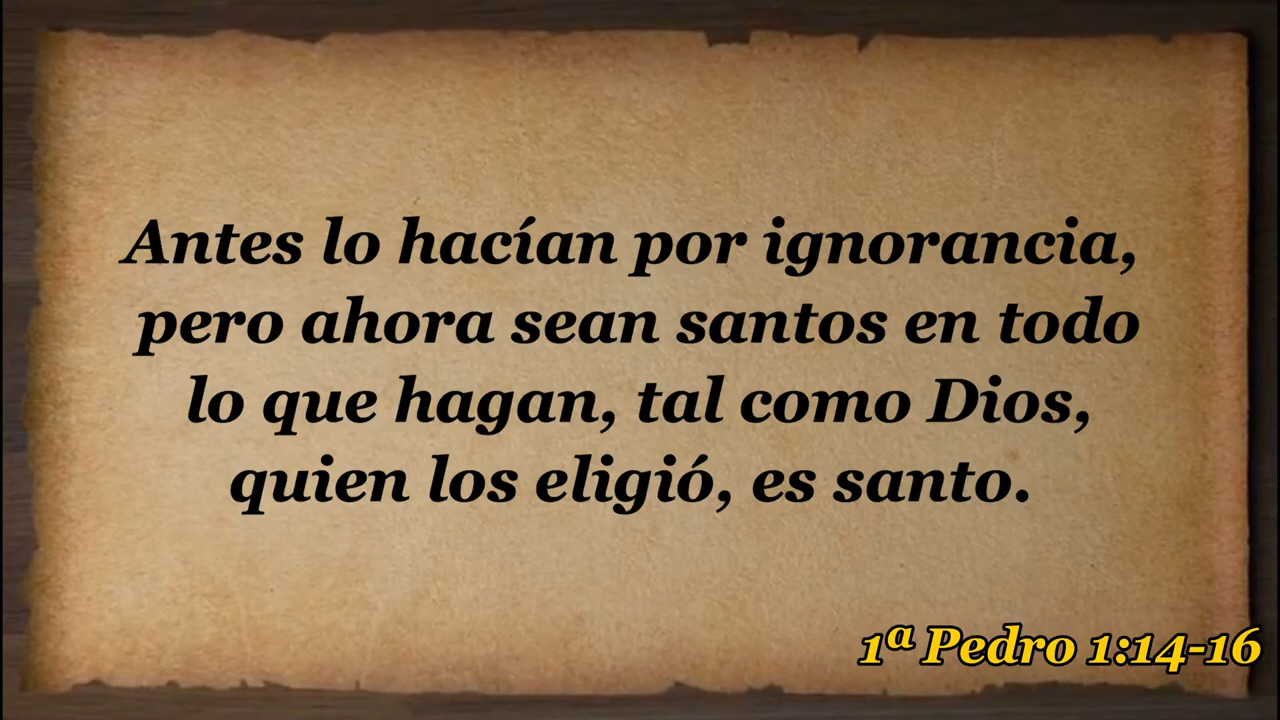 Antes lo hacían por ignorancia,
pero ahora sean santos en todo
lo que hagan, tal como Dios,
quien los eligió, es santo.
1ª Pedro 1:14-16